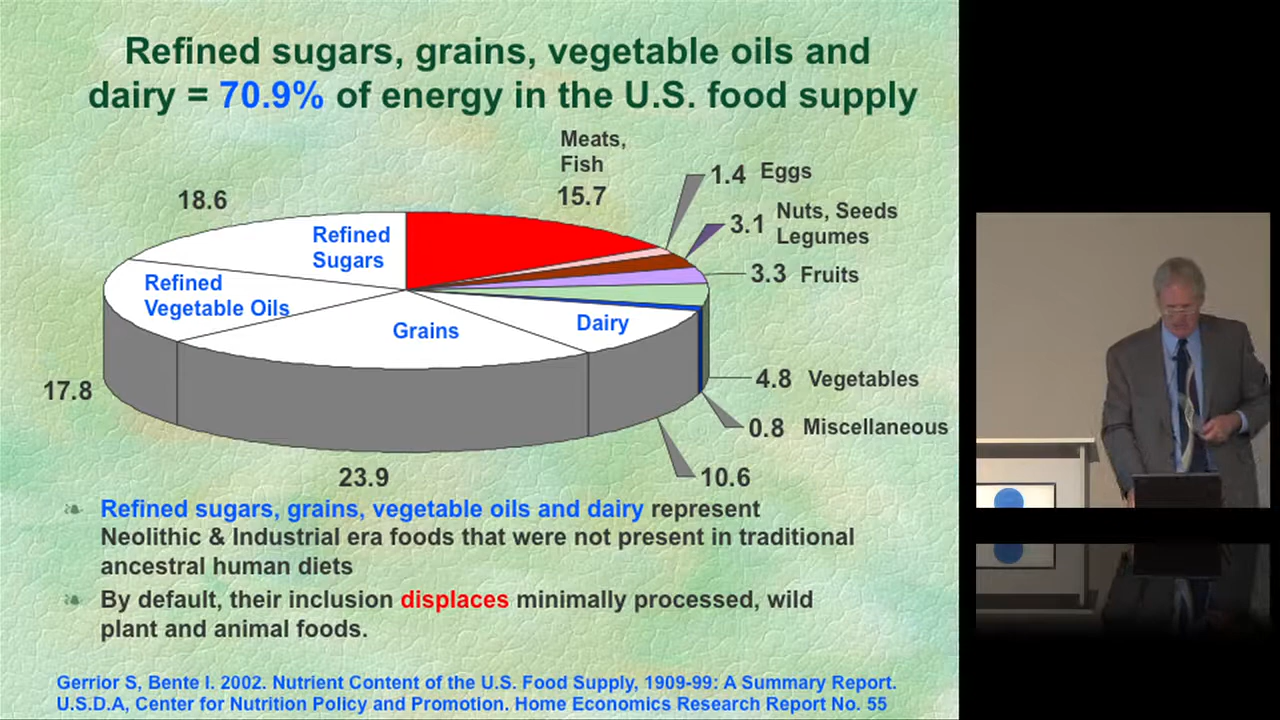 Refined sugars, grains, vegetable oils and
dairy = 70.9% of energy in the U.S. food supply
Meats,
Fish
15.7
1.4 Eggs
3.1 Nuts, Seeds
Legumes
3.3 Fruits
18.6
Refined
Sugars
Refined
Vegetable Oils
Grains
Dairy
4.8 Vegetables
0.8 Miscellaneous
17.8
23.9
10.6
Refined sugars, grains, vegetable oils and dairy represent
Neolithic & Industrial era foods that were not present in traditional
ancestral human diets
By default, their inclusion displaces minimally processed, wild
plant and animal foods.
Gerrior S, Bente I. 2002. Nutrient Content of the U.S. Food Supply, 1909-99: A Summary Report.
U.S.D.A, Center for Nutrition Policy and Promotion. Home Economics Research Report No. 55